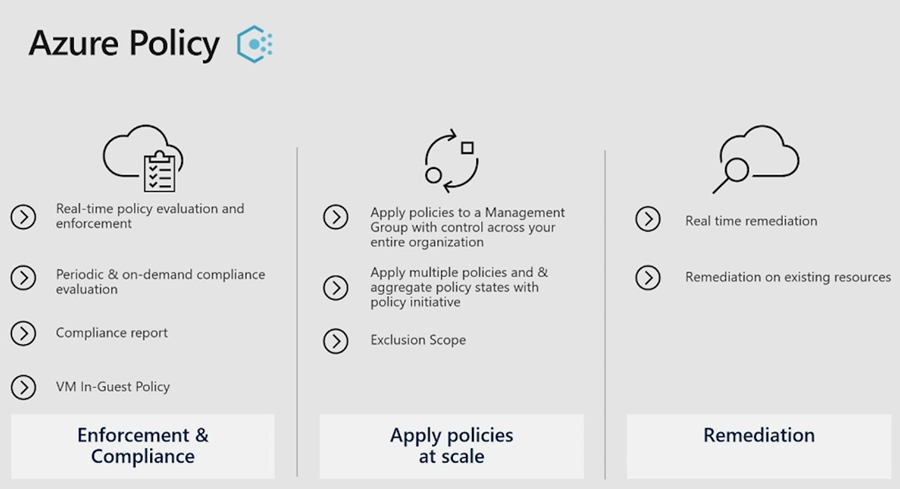 Azure Policy
Real-time policy evaluation and
enforcement
Periodic & on-demand compliance
evaluation
Compliance report
VM In-Guest Policy
Enforcement &
Compliance
Apply policies to a Management
Group with control across your
entire organization
Apply multiple policies and &
aggregate policy states with
policy initiative
Exclusion Scope
Apply policies
at scale
Real time remediation
Remediation on existing resources
Remediation